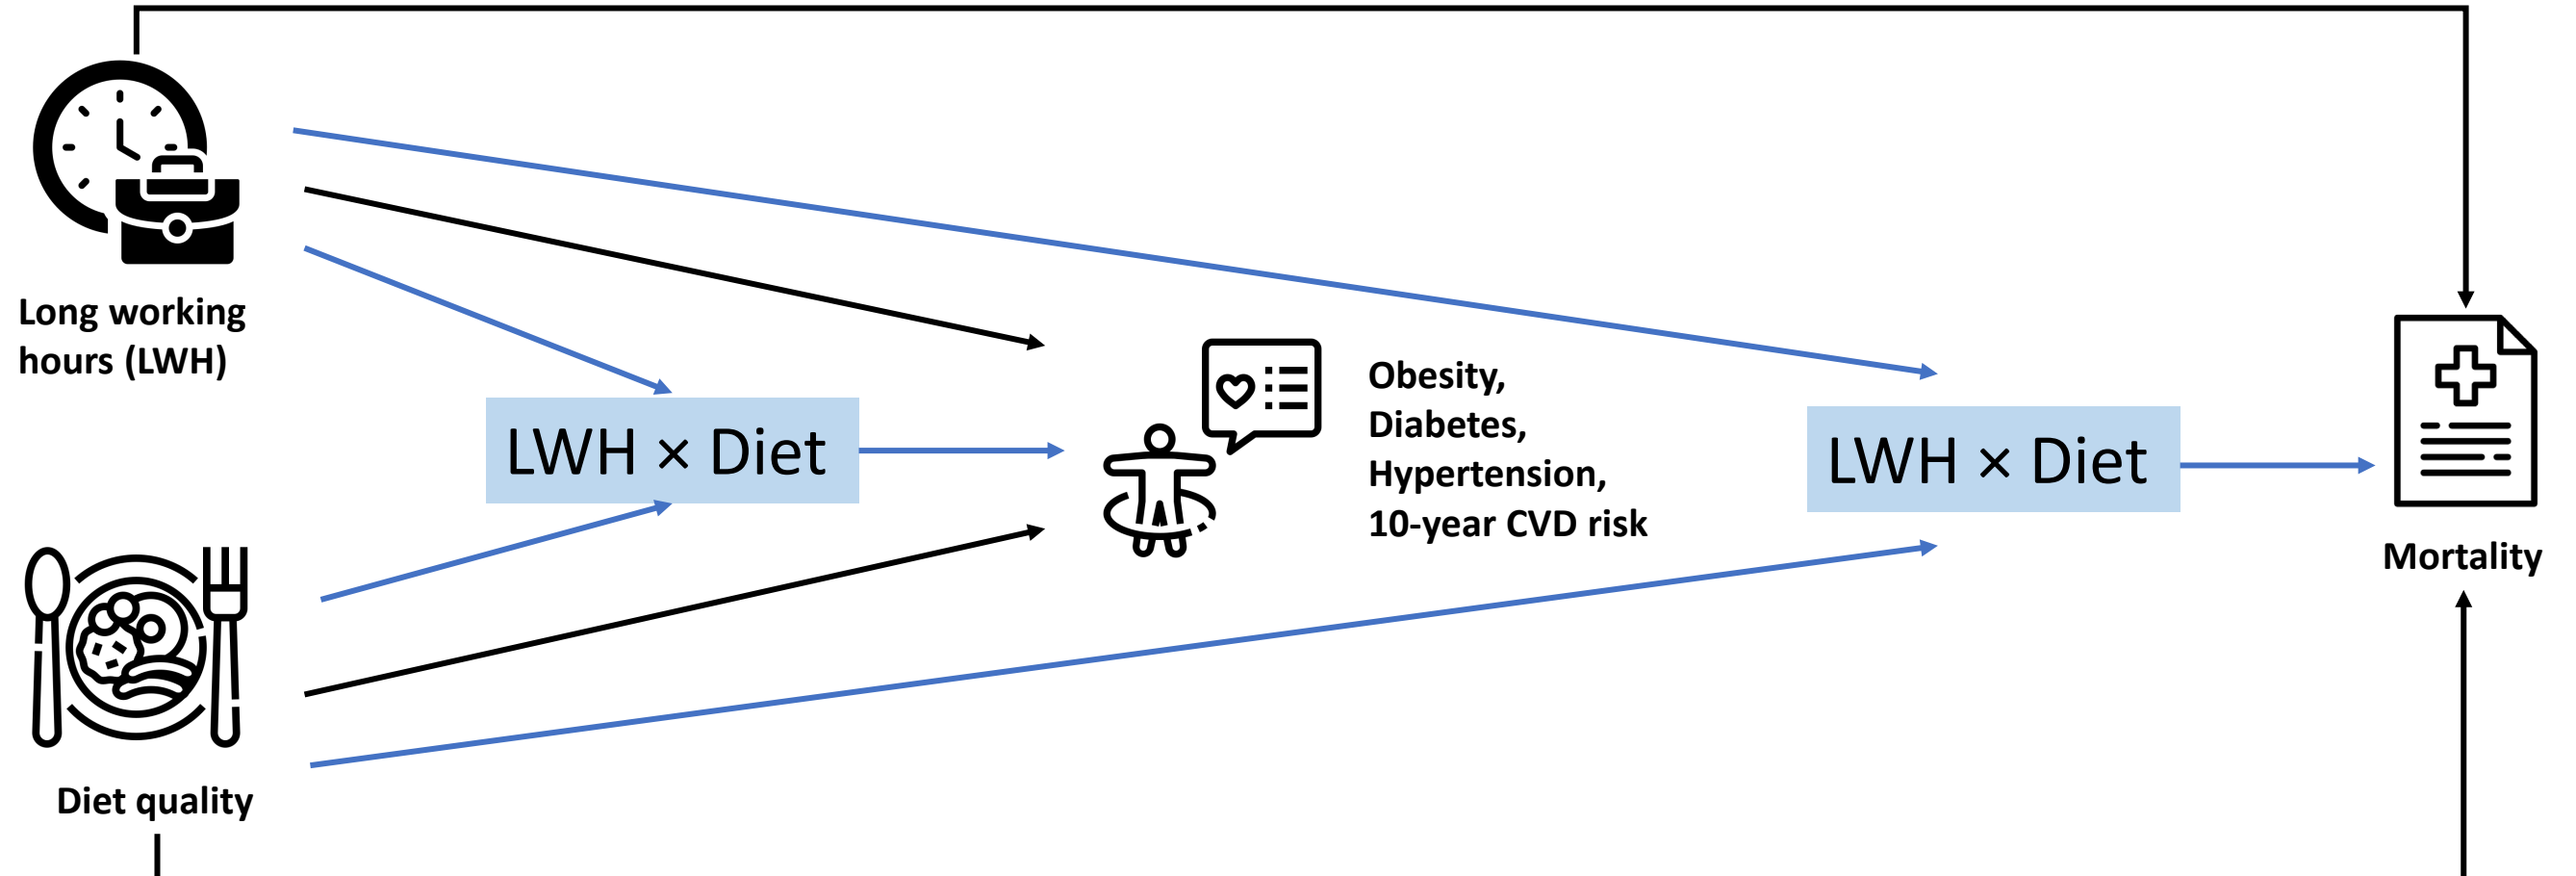 Long working
hours (LWH)
LWH × Diet
Diet quality
Obesity,
Diabetes,
Hypertension,
10-year CVD risk
LWH × Diet
Mortality